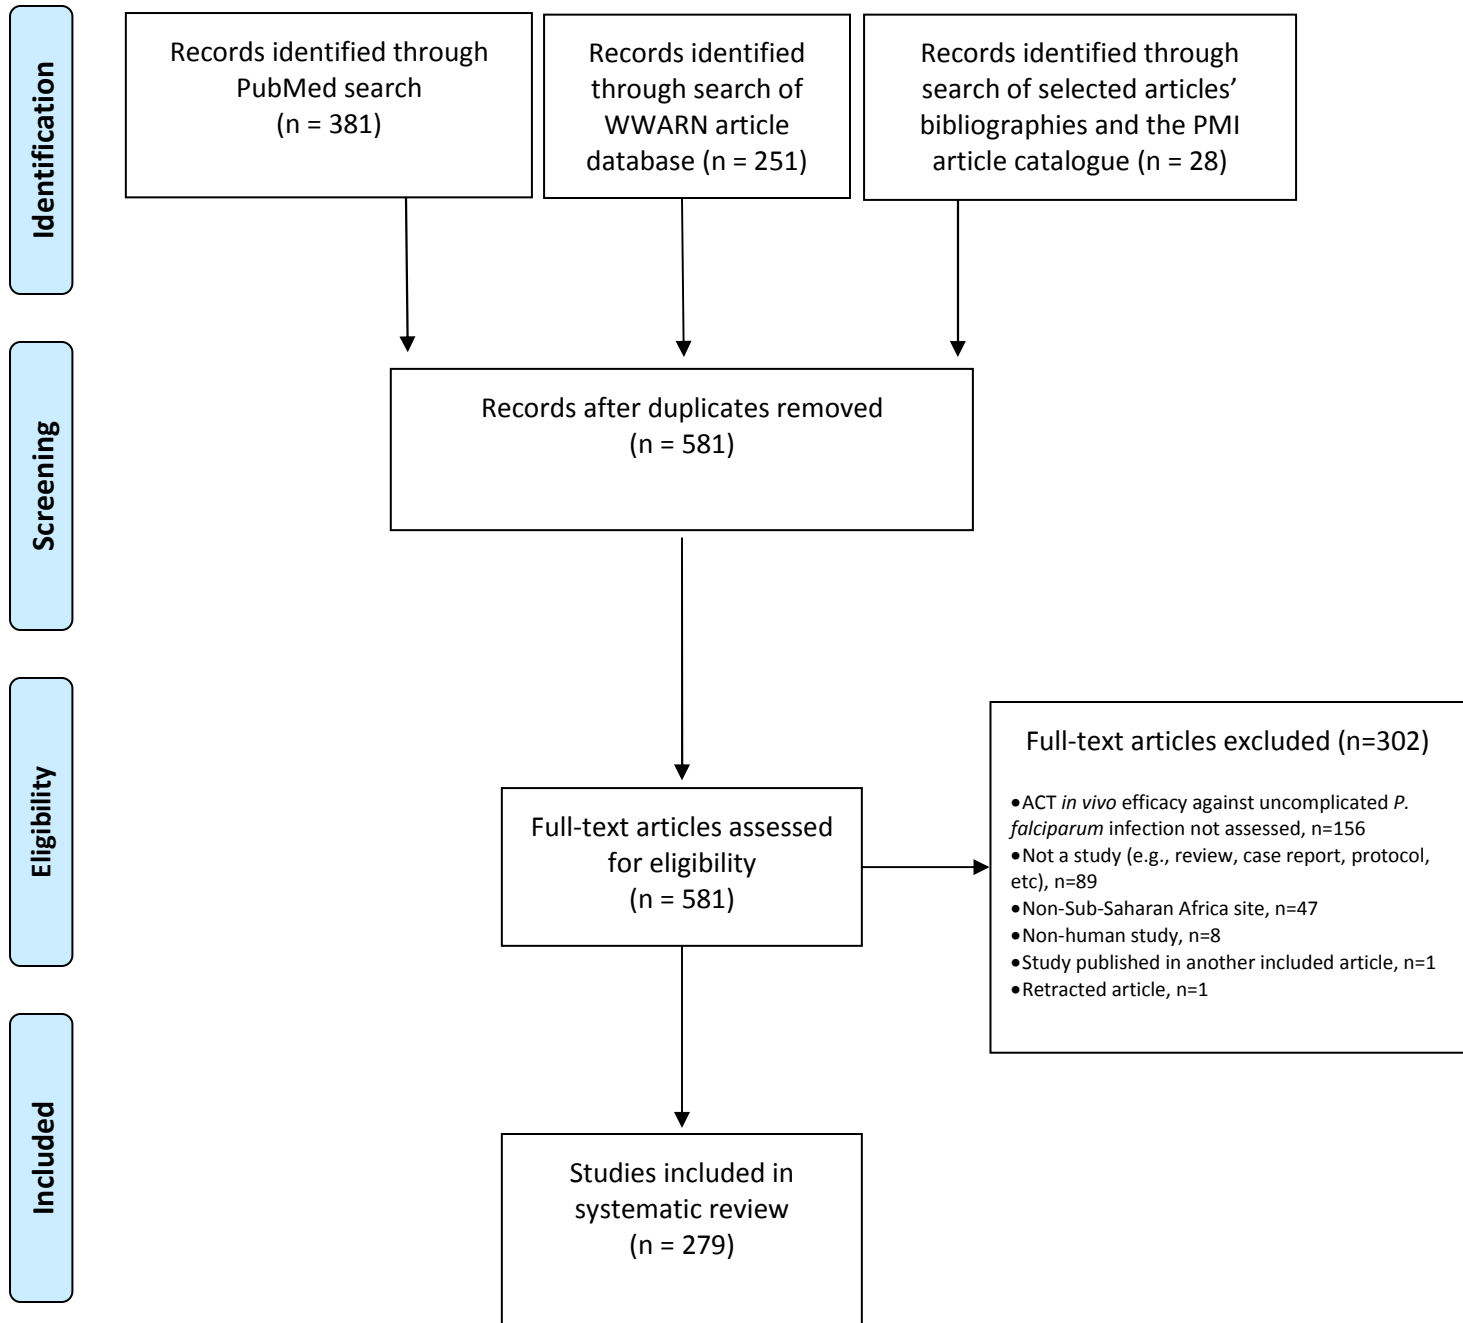 Identification
Records identified through
PubMed search
(n = 381)
Records identified
through search of
WWARN article
database (n = 251)
Records identified through
search of selected articles’
bibliographies and the PMI
article catalogue (n = 28)
Screening
Records after duplicates removed
(n = 581)
Eligibility
Full-text articles assessed
for eligibility
(n = 581)
Full-text articles excluded (n=302)
•ACT in vivo efficacy against uncomplicated P.
falciparum infection not assessed, n=156
•Not a study (e.g., review, case report, protocol,
etc), n=89
•Non-Sub-Saharan Africa site, n=47
•Non-human study, n=8
•Study published in another included article, n=1
•Retracted article, n=1
Included
Studies included in
systematic review
(n = 279)